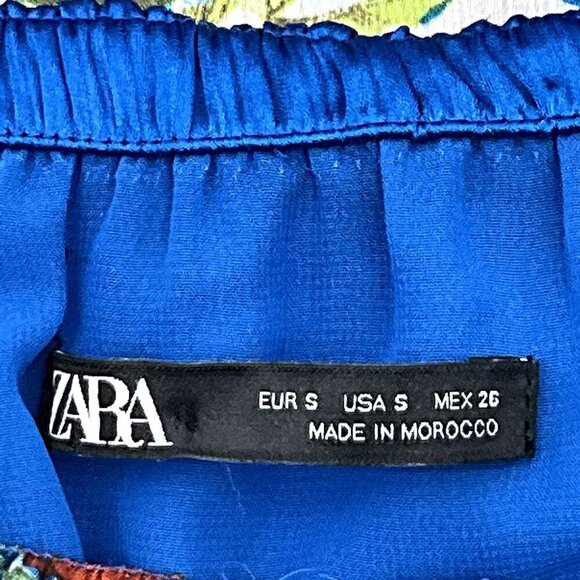 ZARA
EUR S USA S MEX 26
MADE IN MOROCCO